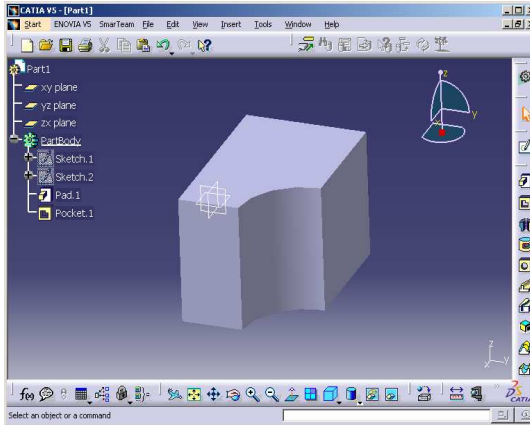 CATIA V5 - [Part1]
Start ENOVIA V5 SmarTeam File Edit View Insert Tools Window Help
Part1
xy plane
yz plane
zx plane
PartBody
Sketch.1
Sketch.2
Pad.1
Pocket.1
z
y
x
z
y
f(x)
CATIA
Select an object or a command